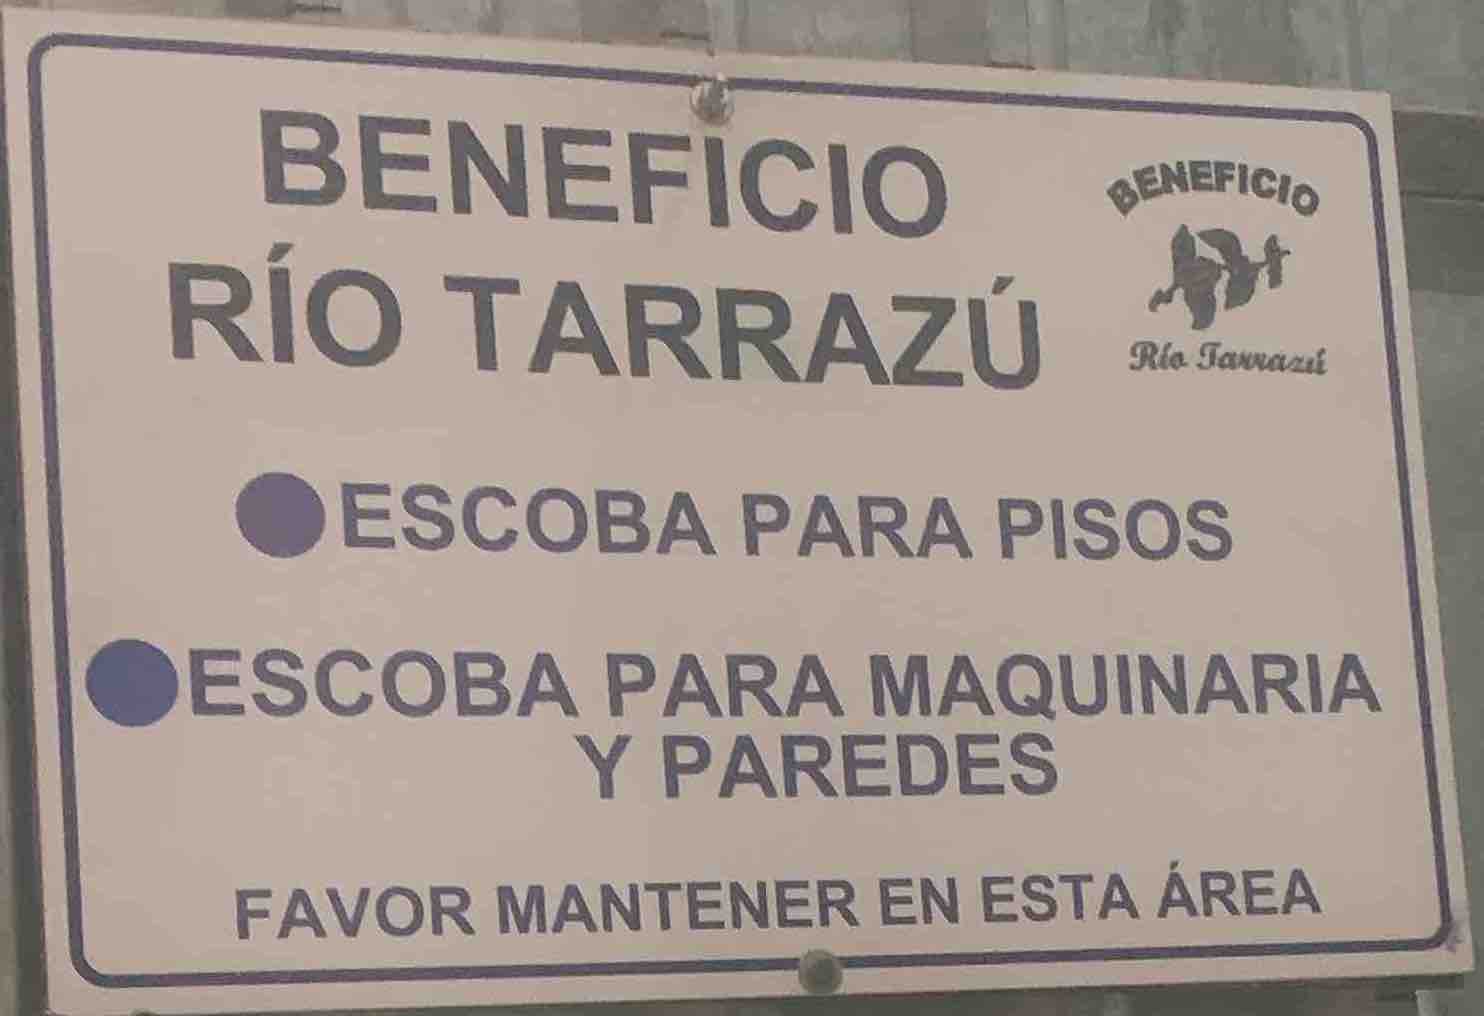 BENEFICIO
RÍO TARRAZÚ
BENEFICIO
Río Tarrazú
ESCOBA PARA PISOS
ESCOBA PARA MAQUINARIA
Y PAREDES
FAVOR MANTENER EN ESTA ÁREA